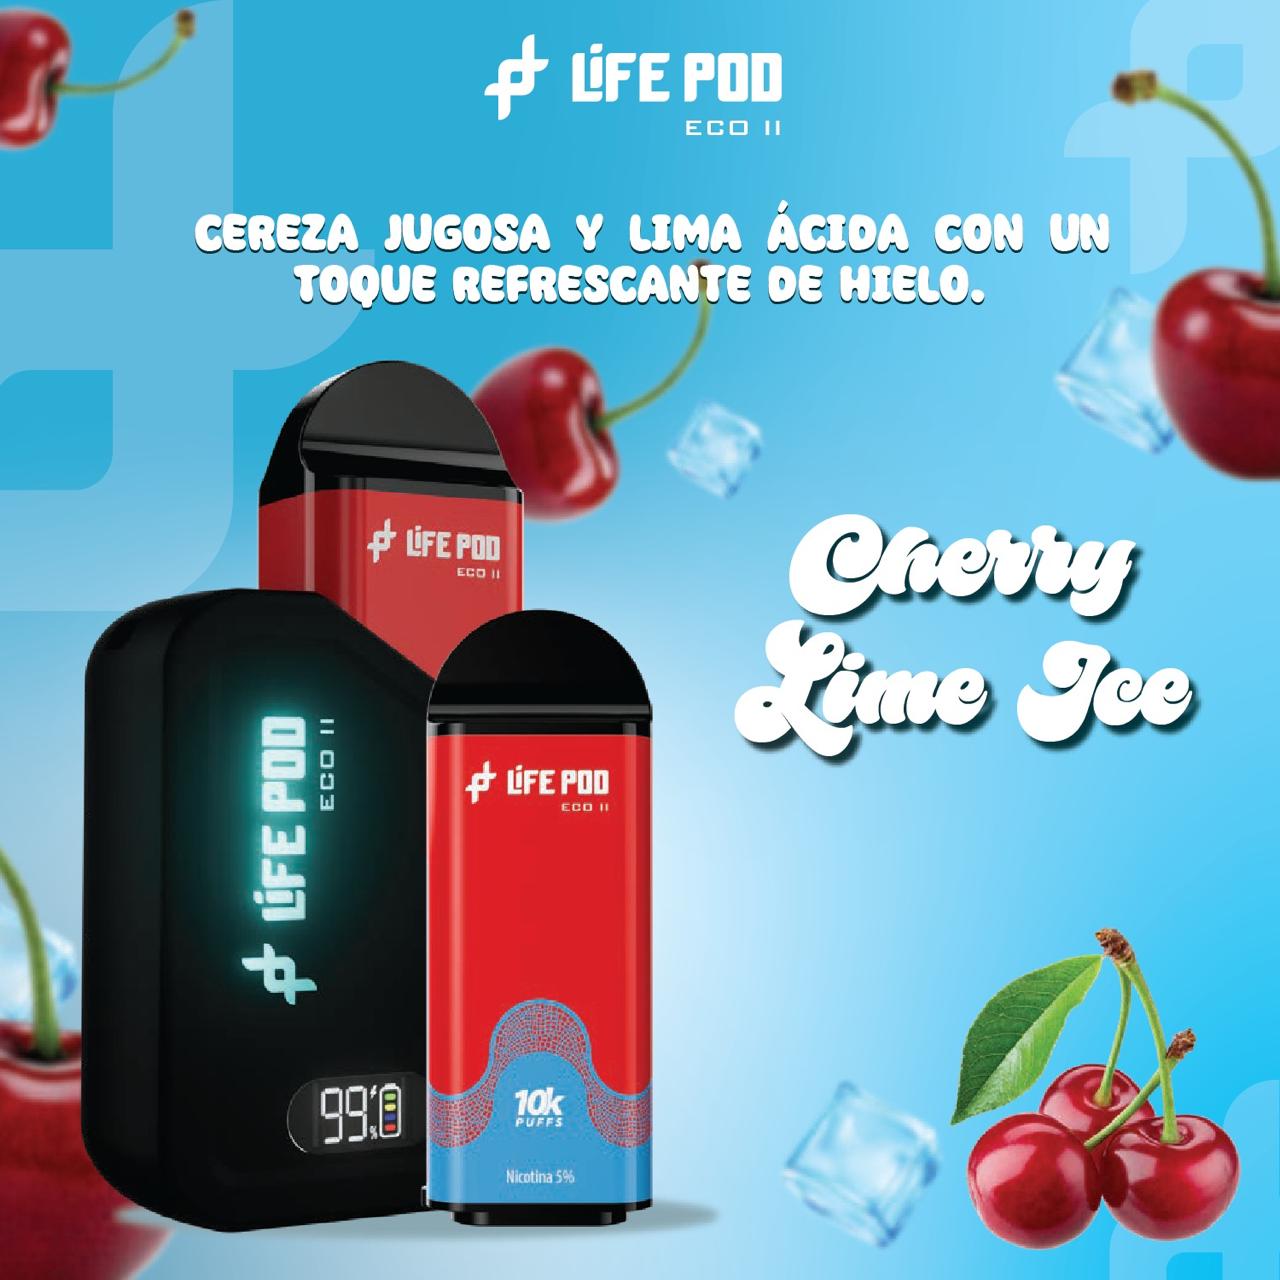 LiFE POD
ECO II
CEREZA JUGOSA Y LIMA ÁCIDA CON UN
TOQUE REFRESCANTE DE HIELO.
LiFE POD
ECO II
Cherry
Lime Ice
LiFE POD
ECO II
LiFE POD
ECO II
99%
10k
PUFFS
Nicotina 5%